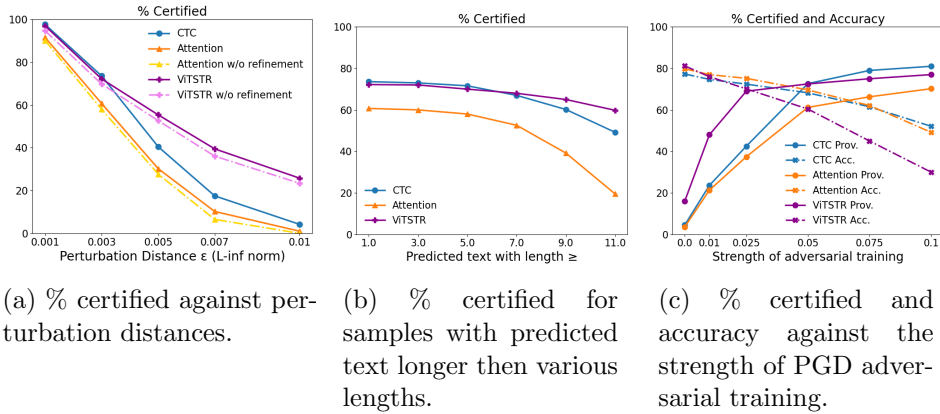 % Certified
100
80
60
40
20
0
CTC
Attention
Attention w/o refinement
ViTSTR
ViTSTR w/o refinement
0.001 0.003 0.005 0.007 0.01
Perturbation Distance ε (L-inf norm)
% Certified
100
80
60
40
20
0
CTC
Attention
ViTSTR
1.0 3.0 5.0 7.0 9.0 11.0
Predicted text with length ≥
% Certified and Accuracy
100
80
60
40
20
0
CTC Prov.
CTC Acc.
Attention Prov.
Attention Acc.
ViTSTR Prov.
ViTSTR Acc.
0.0 0.01 0.025 0.05 0.075 0.1
Strength of adversarial training
(a) % certified against per-
turbation distances.
(b) % certified for
samples with predicted
text longer then various
lengths.
(c) % certified and
accuracy against the
strength of PGD adver-
sarial training.